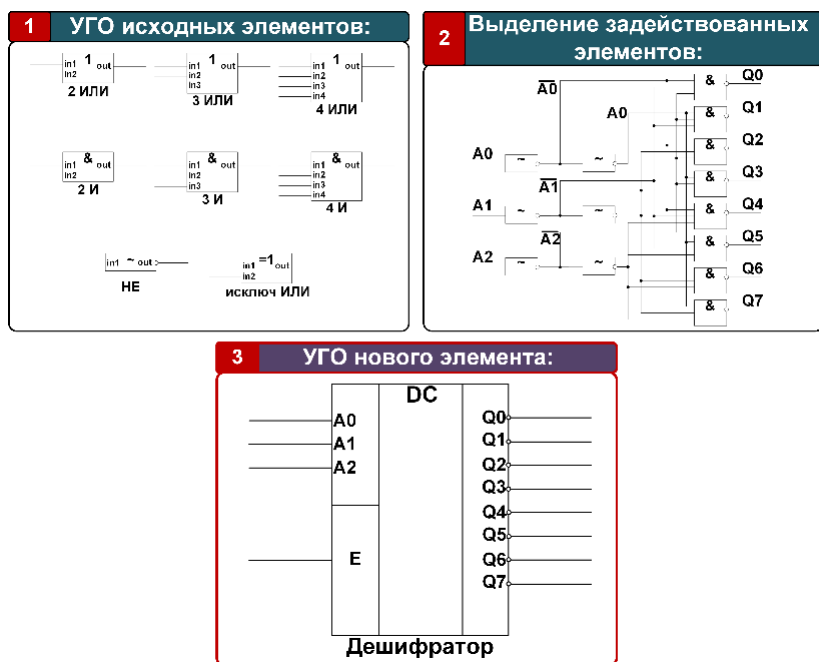 1 УГО исходных элементов:
in1 1 out
in2
2 ИЛИ
in1 1 out
in2
in3
3 ИЛИ
in1 1 out
in2
in3
in4
4 ИЛИ
in1 & out
in2
2 И
in1 & out
in2
in3
3 И
in1 & out
in2
in3
in4
4 И
in1 ~ out
НЕ
in1 =1 out
in2
исключ ИЛИ
2 Выделение задействованных
элементов:
A0
A0
A0 ~ ~
A1
A1 ~ ~
A2
A2 ~ ~
& Q0
& Q1
& Q2
& Q3
& Q4
& Q5
& Q6
& Q7
3 УГО нового элемента:
DC
A0
A1
A2
E
Q0
Q1
Q2
Q3
Q4
Q5
Q6
Q7
Дешифратор